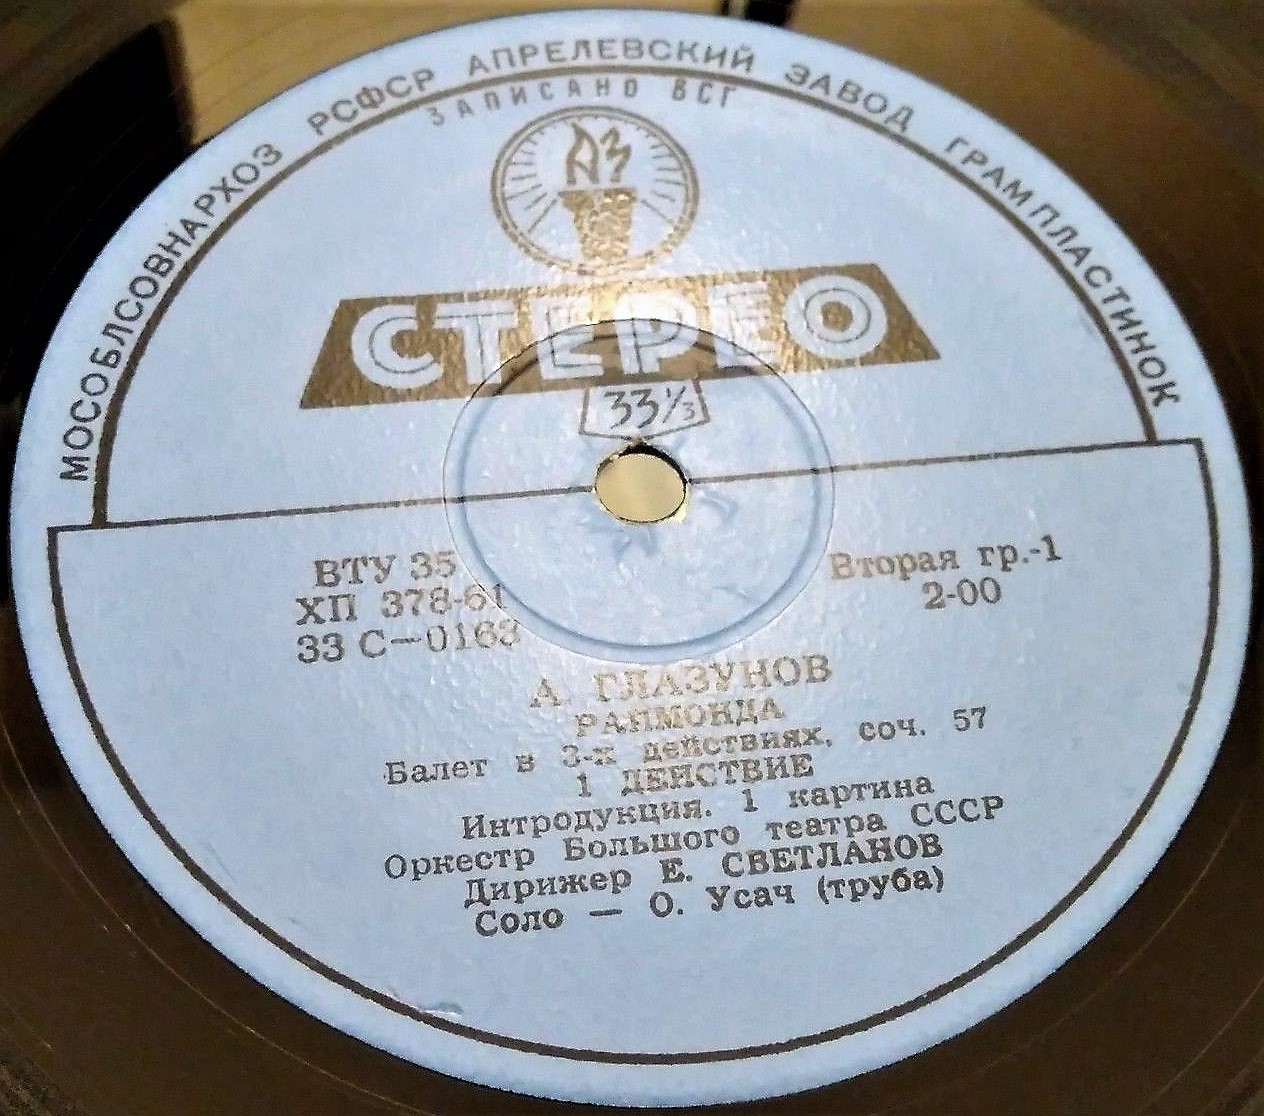 МОСОБЛСОВНАРХОЗ РСФСР АПРЕЛЕВСКИЙ ЗАВОД ГРАМПЛАСТИНОК
ЗАПИСАНО ВСГ
АЗ
СТЕРЕО
33⅓
ВТУ 35
ХП 378-61
33 С—0163
Вторая гр.-1
2-00
А. ГЛАЗУНОВ
РАЙМОНДА
Балет в 3-х действиях, соч. 57
1 ДЕЙСТВИЕ
Интродукция. 1 картина
Оркестр Большого театра СССР
Дирижер Е. СВЕТЛАНОВ
Соло — О. Усач (труба)